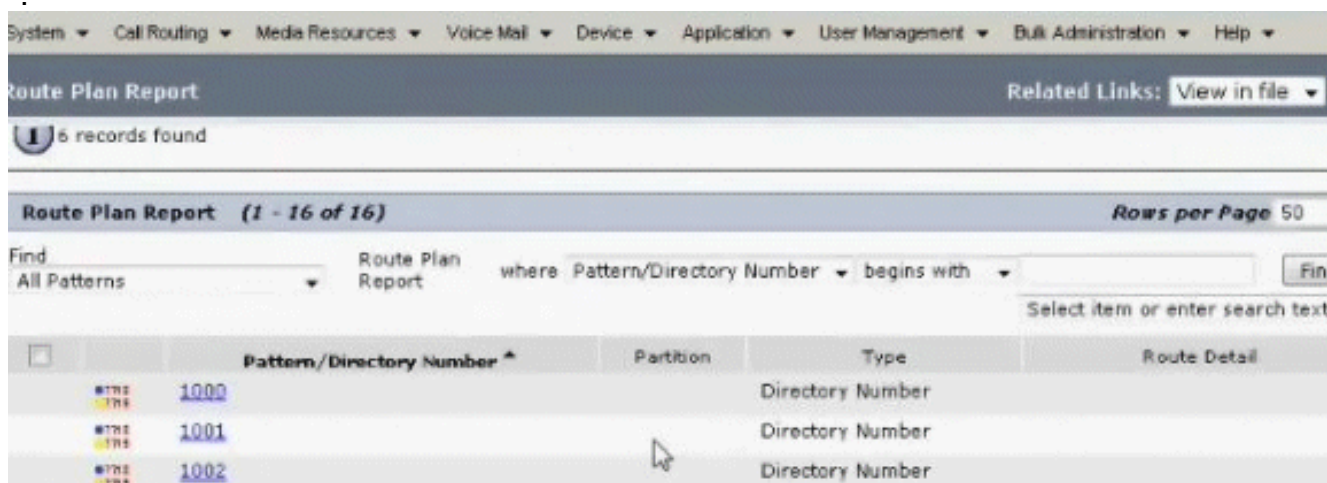 System Call Routing Media Resources Voice Mail Device Application User Management Bulk Administration Help
Route Plan Report Related Links: View in file
6 records found
Route Plan Report (1 - 16 of 16) Rows per Page 50
Find All Patterns Route Plan Report where Pattern/Directory Number begins with Fin
Select item or enter search text
Pattern/Directory Number Partition Type Route Detail
1000 Directory Number
1001 Directory Number
1002 Directory Number